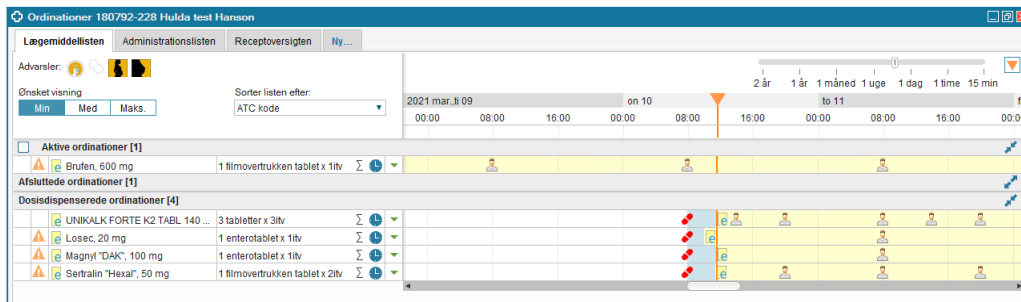 Ordinationer 180792-228 Hulda test Hanson
Lægemiddellisten Administrationslisten Receptoversigten Ny...
Advarsler:
2 år 1 år 1 måned 1 uge 1 dag 1 time 15 min
Ønsket visning Sorter listen efter:
Min Med Maks. ATC kode
2021 mar.,ti 09 on 10 to 11 f
00:00 08:00 16:00 00:00 08:00 16:00 00:00 08:00 16:00 00:0
Aktive ordinationer [1]
e Brufen, 600 mg 1 filmovertrukken tablet x 1itv Σ
Afsluttede ordinationer [1]
Dosisdispenserede ordinationer [4]
e UNIKALK FORTE K2 TABL 140 ... 3 tabletter x 3itv Σ e
e Losec, 20 mg 1 enterotablet x 1itv Σ e
e Magnyl "DAK", 100 mg 1 enterotablet x 1itv Σ e
e Sertralin "Hexal", 50 mg 1 filmovertrukken tablet x 2itv Σ e